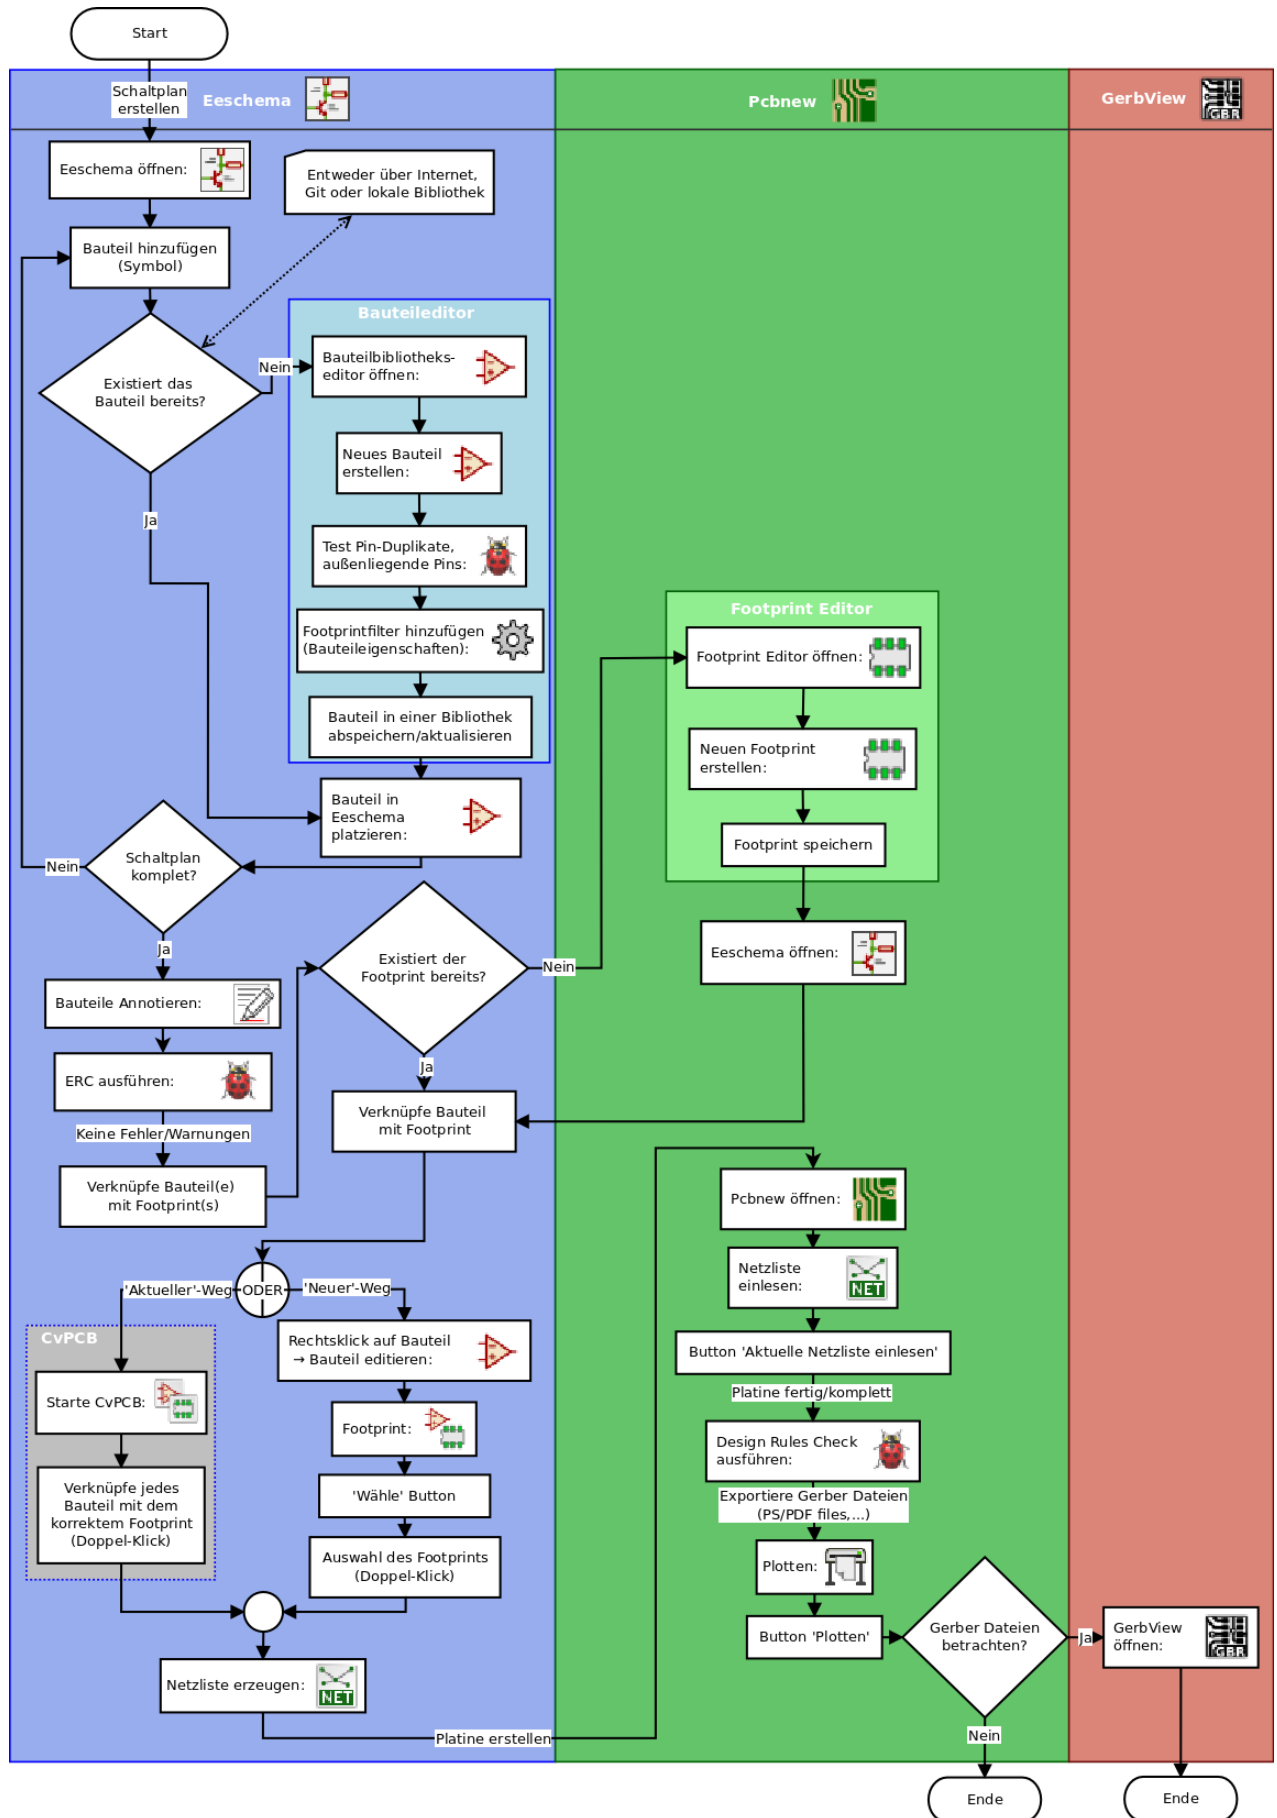 Start
Schaltplan
erstellen
Eeschema
Pcbnew
GerbView
GBR
Eeschema öffnen:
Entweder über Internet,
Git oder lokale Bibliothek
Bauteil hinzufügen
(Symbol)
Existiert das
Bauteil bereits?
Nein
Ja
Bauteileditor
Bauteilbibliotheks-
editor öffnen:
Neues Bauteil
erstellen:
Test Pin-Duplikate,
außenliegende Pins:
Footprintfilter hinzufügen
(Bauteileigenschaften):
Bauteil in einer Bibliothek
abspeichern/aktualisieren
Bauteil in
Eeschema
platzieren:
Schaltplan
komplet?
Nein
Ja
Bauteile Annotieren:
ERC ausführen:
Keine Fehler/Warnungen
Verknüpfe Bauteil(e)
mit Footprint(s)
Existiert der
Footprint bereits?
Nein
Ja
Footprint Editor
Footprint Editor öffnen:
Neuen Footprint
erstellen:
Footprint speichern
Eeschema öffnen:
Verknüpfe Bauteil
mit Footprint
'Aktueller'-Weg
ODER
'Neuer'-Weg
CvPCB
Starte CvPCB:
Verknüpfe jedes
Bauteil mit dem
korrektem Footprint
(Doppel-Klick)
Rechtsklick auf Bauteil
→ Bauteil editieren:
Footprint:
'Wähle' Button
Auswahl des Footprints
(Doppel-Klick)
Netzliste erzeugen:
NET
Platine erstellen
Pcbnew öffnen:
Netzliste
einlesen:
NET
Button 'Aktuelle Netzliste einlesen'
Platine fertig/komplett
Design Rules Check
ausführen:
Exportiere Gerber Dateien
(PS/PDF files,...)
Plotten:
Button 'Plotten'
Gerber Dateien
betrachten?
Ja
Nein
GerbView
öffnen:
GBR
Ende
Ende